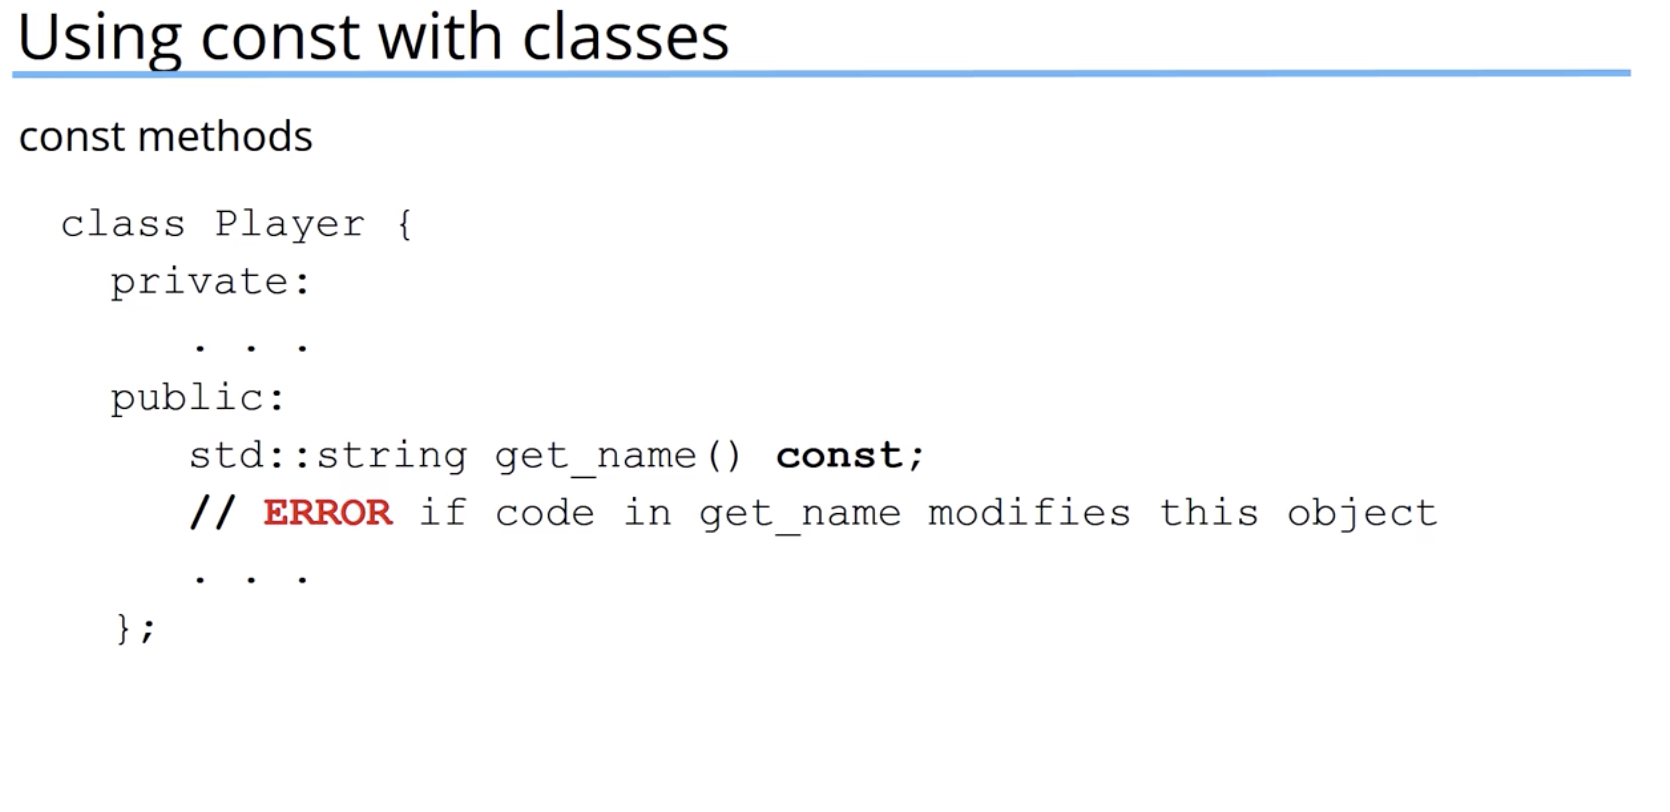 Using const with classes
const methods
class Player {
private:
. . .
public:
std::string get_name() const;
// ERROR if code in get_name modifies this object
. . .
};